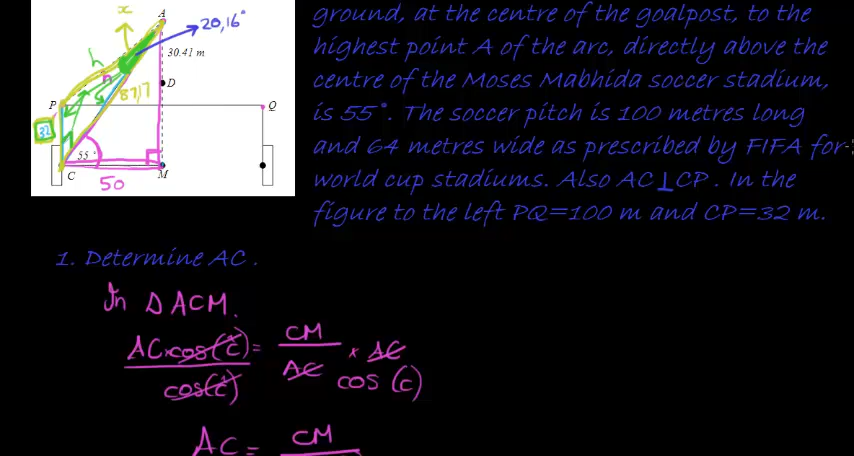 x
20,16°
A
30.41 m
h
D
87,17
P
Q
32
55°
C
50
M
ground, at the centre of the goalpost, to the
highest point A of the arc, directly above the
centre of the Moses Mabhida soccer stadium,
is 55°. The soccer pitch is 100 metres long
and 64 metres wide as prescribed by FIFA for
world cup stadiums. Also AC⊥CP. In the
figure to the left PQ=100 m and CP=32 m.
1. Determine AC.
In Δ ACM.
AC×cos(ĉ) = CM × AC
cos(ĉ) AC cos (c)
AC = CM